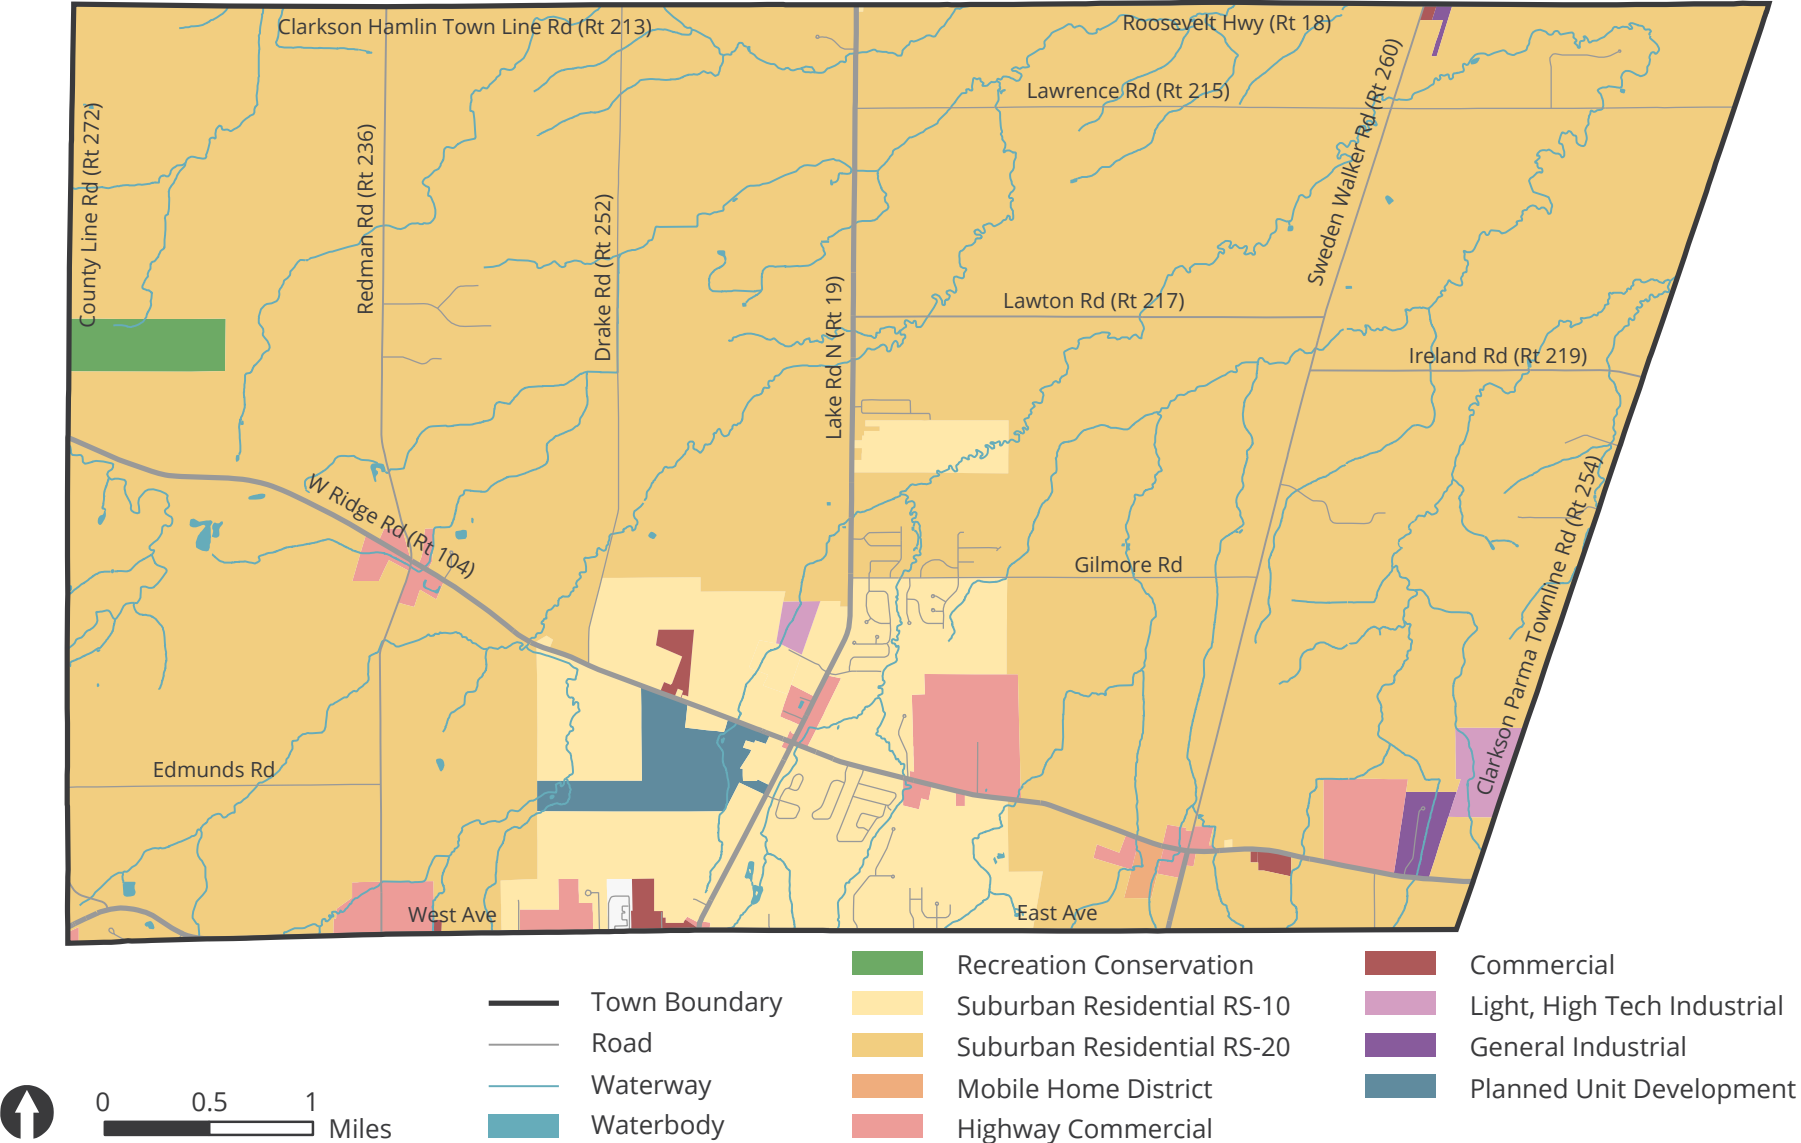 Clarkson Hamlin Town Line Rd (Rt 213)
Roosevelt Hwy (Rt 18)
Lawrence Rd (Rt 215)
Sweden Walker Rd (Rt 260)
County Line Rd (Rt 272)
Redman Rd (Rt 236)
Drake Rd (Rt 252)
Lake Rd N (Rt 19)
Lawton Rd (Rt 217)
Ireland Rd (Rt 219)
W Ridge Rd (Rt 104)
Gilmore Rd
Clarkson Parma Townline Rd (Rt 254)
Edmunds Rd
West Ave
East Ave
Town Boundary
Road
Waterway
Waterbody
Recreation Conservation
Suburban Residential RS-10
Suburban Residential RS-20
Mobile Home District
Highway Commercial
Commercial
Light, High Tech Industrial
General Industrial
Planned Unit Development
0 0.5 1
Miles